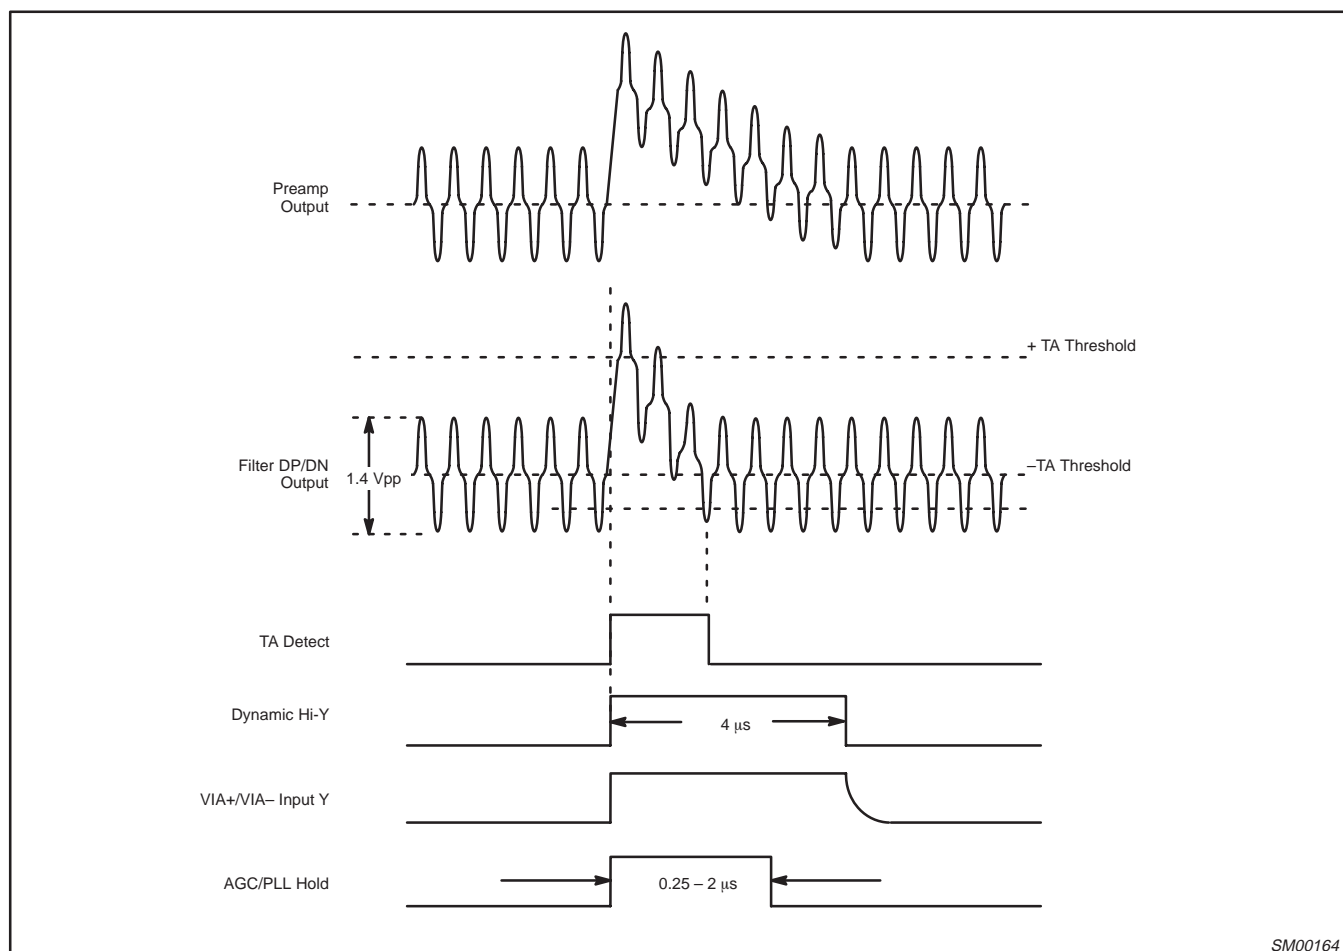 Preamp
Output
+ TA Threshold
Filter DP/DN
Output
1.4 Vpp
–TA Threshold
TA Detect
Dynamic Hi-Y
4 μs
VIA+/VIA– Input Y
AGC/PLL Hold
0.25 – 2 μs
SM00164